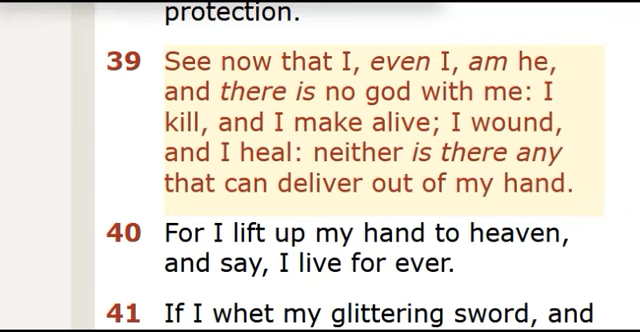 protection.
39 See now that I, even I, am he,
and there is no god with me: I
kill, and I make alive; I wound,
and I heal: neither is there any
that can deliver out of my hand.
40 For I lift up my hand to heaven,
and say, I live for ever.
41 If I whet my glittering sword, and